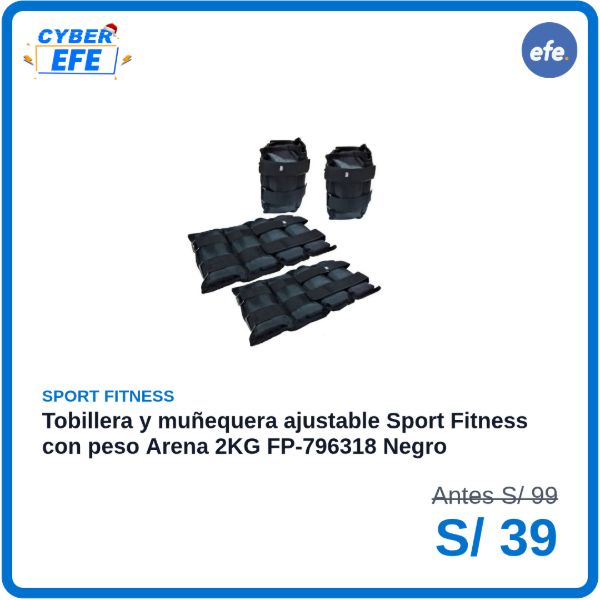 CYBER
EFE
efe.
SPORT FITNESS
Tobillera y muñequera ajustable Sport Fitness
con peso Arena 2KG FP-796318 Negro
Antes S/ 99
S/ 39